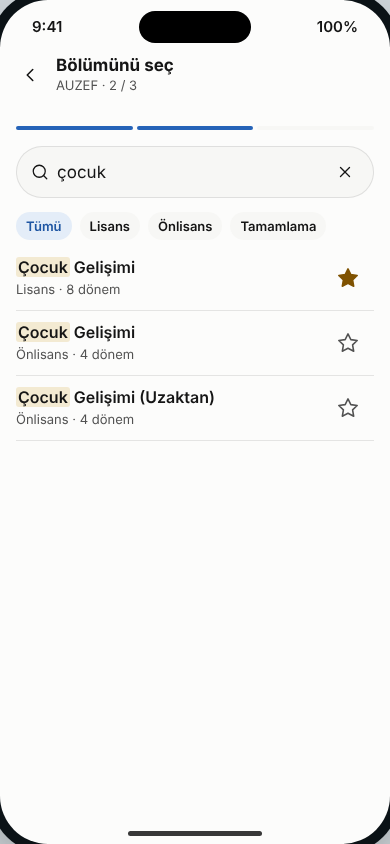 9:41
100%
Bölümünü seç
AUZEF · 2 / 3
çocuk
Tümü
Lisans
Önlisans
Tamamlama
Çocuk Gelişimi
Lisans · 8 dönem
Çocuk Gelişimi
Önlisans · 4 dönem
Çocuk Gelişimi (Uzaktan)
Önlisans · 4 dönem